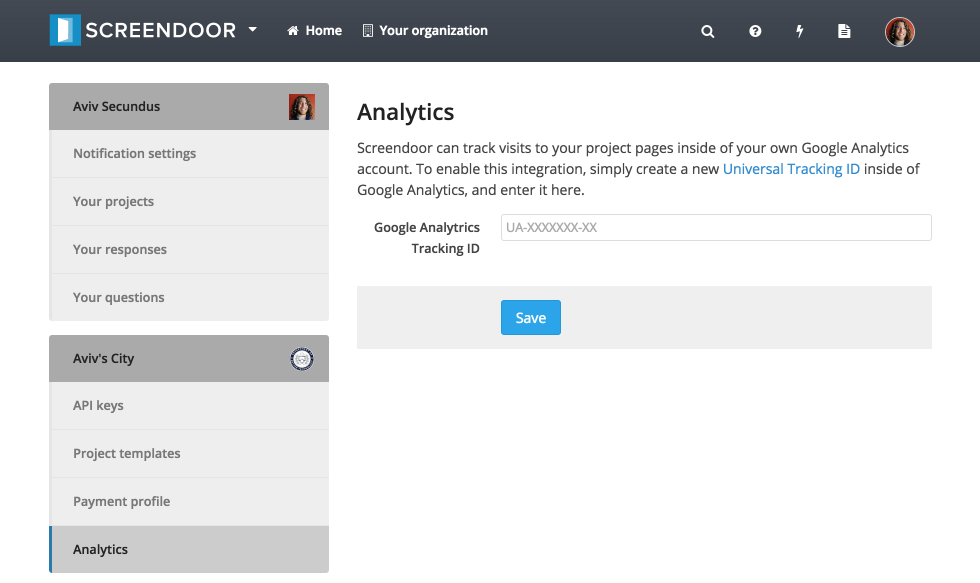 SCREENDOOR
Home
Your organization
Aviv Secundus
Notification settings
Your projects
Your responses
Your questions
Aviv's City
API keys
Project templates
Payment profile
Analytics
Analytics
Screendoor can track visits to your project pages inside of your own Google Analytics
account. To enable this integration, simply create a new Universal Tracking ID inside of
Google Analytics, and enter it here.
Google Analytrics
Tracking ID
UA-XXXXXXX-XX
Save